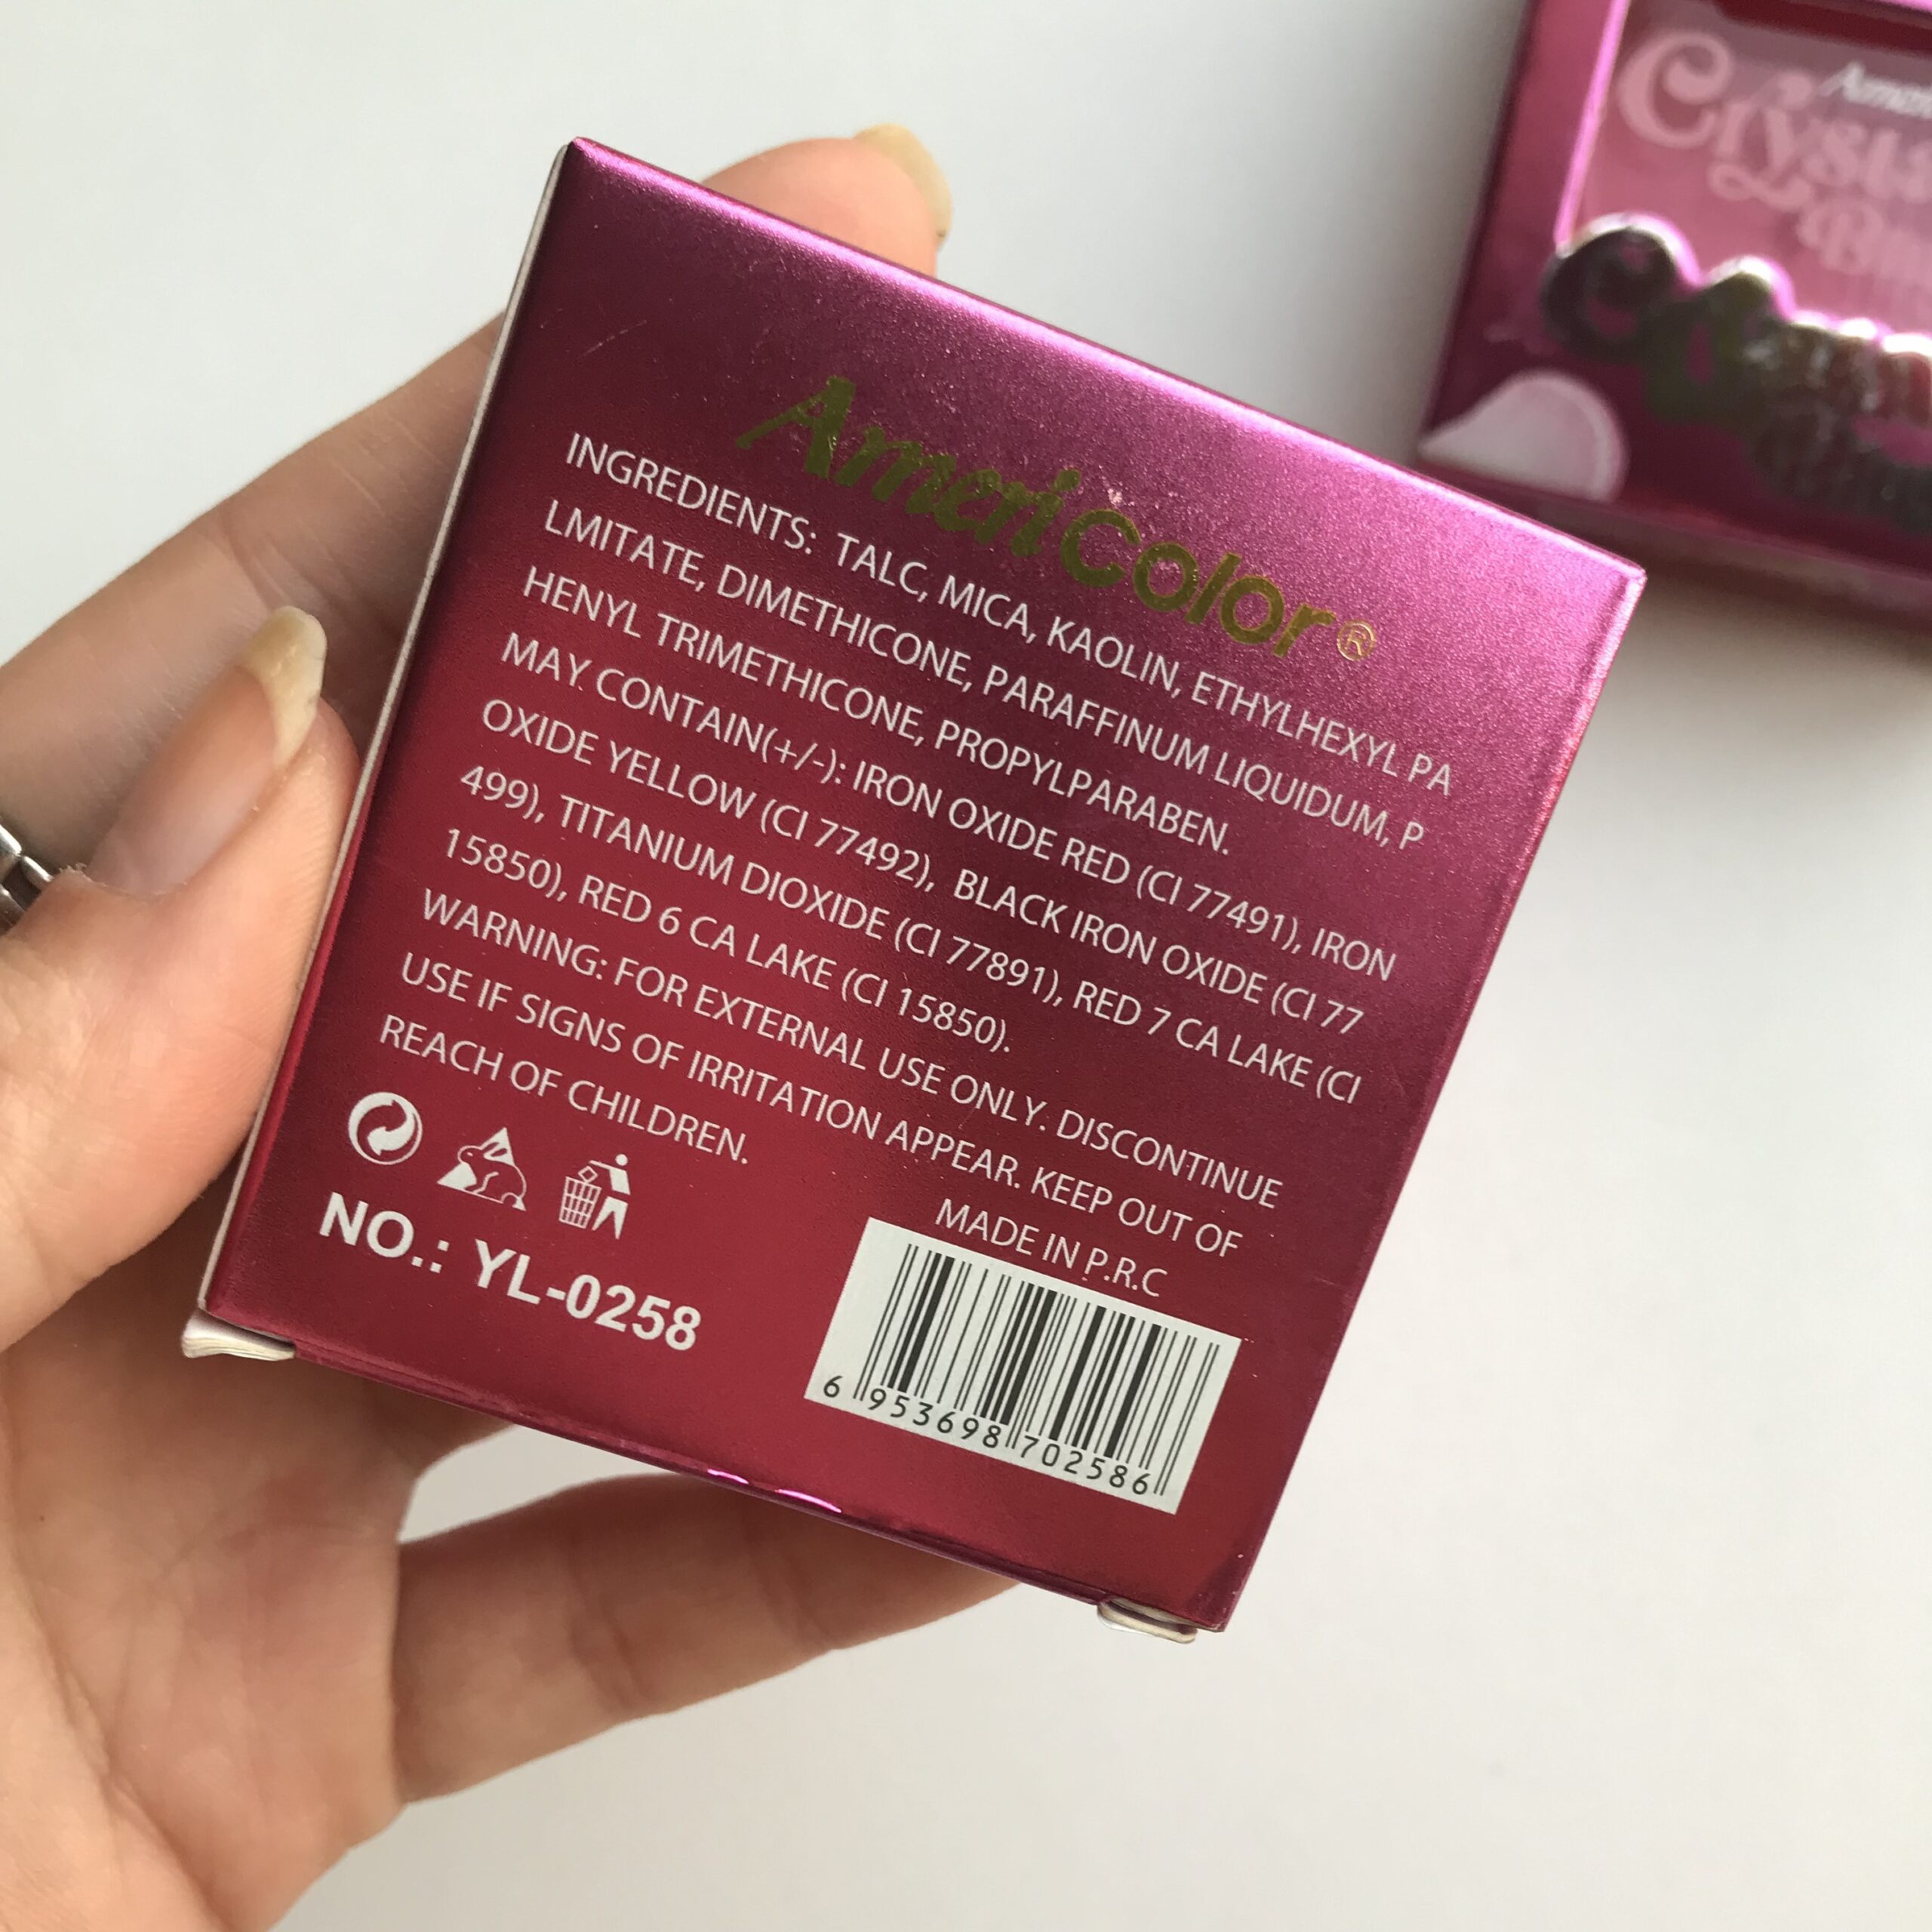 AmeriColor®
INGREDIENTS: TALC, MICA, KAOLIN, ETHYLHEXYL PA
LMITATE, DIMETHICONE, PARAFFINUM LIQUIDUM, P
HENYL TRIMETHICONE, PROPYLPARABEN.
MAY CONTAIN(+/-): IRON OXIDE RED (CI 77491), IRON
OXIDE YELLOW (CI 77492), BLACK IRON OXIDE (CI 77
499), TITANIUM DIOXIDE (CI 77891), RED 7 CA LAKE (CI
15850), RED 6 CA LAKE (CI 15850).
WARNING: FOR EXTERNAL USE ONLY. DISCONTINUE
USE IF SIGNS OF IRRITATION APPEAR. KEEP OUT OF
REACH OF CHILDREN.
MADE IN P.R.C
NO.: YL-0258
6 953698 702586